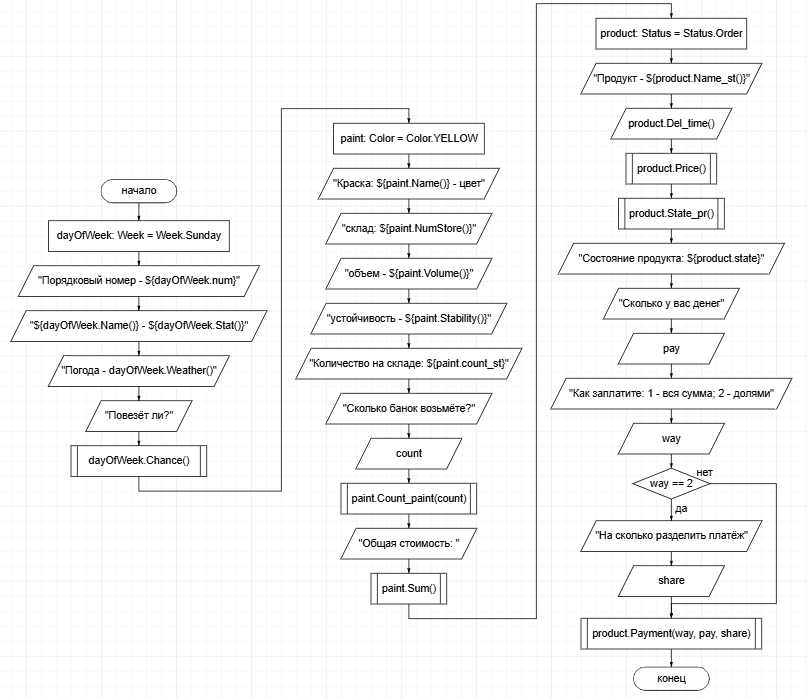 начало
dayOfWeek: Week = Week.Sunday
"Порядковый номер - ${dayOfWeek.num}"
"${dayOfWeek.Name()} - ${dayOfWeek.Stat()}"
"Погода - dayOfWeek.Weather()"
"Повезёт ли?"
dayOfWeek.Chance()
paint: Color = Color.YELLOW
"Краска: ${paint.Name()} - цвет"
"склад: ${paint.NumStore()}"
"объем - ${paint.Volume()}"
"устойчивость - ${paint.Stability()}"
"Количество на складе: ${paint.count_st}"
"Сколько банок возьмёте?"
count
paint.Count_paint(count)
"Общая стоимость: "
paint.Sum()
product: Status = Status.Order
"Продукт - ${product.Name_st()}"
product.Del_time()
product.Price()
product.State_pr()
"Состояние продукта: ${product.state}"
"Сколько у вас денег"
pay
"Как заплатите: 1 - вся сумма; 2 - долями"
way
way == 2
нет
да
"На сколько разделить платёж"
share
product.Payment(way, pay, share)
конец